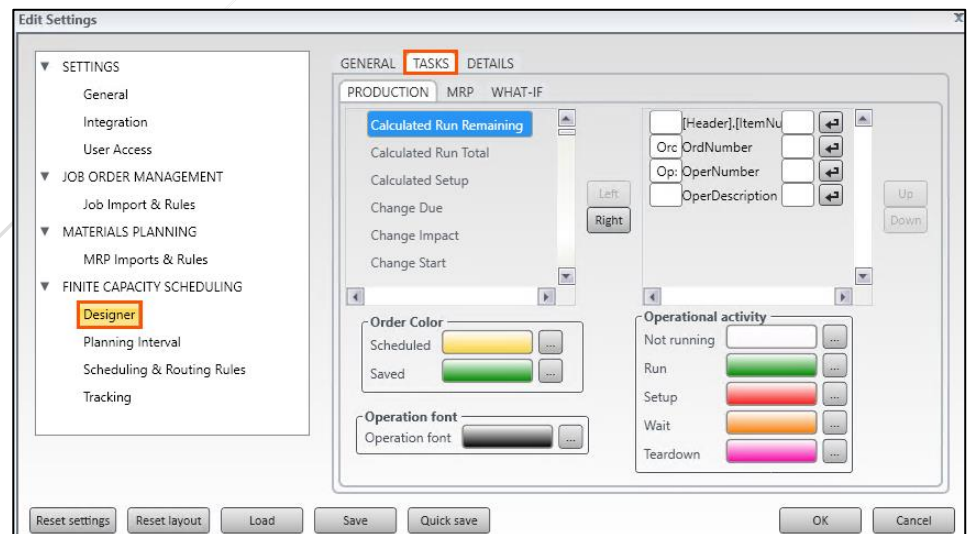 Edit Settings
x
SETTINGS
General
Integration
User Access
JOB ORDER MANAGEMENT
Job Import & Rules
MATERIALS PLANNING
MRP Imports & Rules
FINITE CAPACITY SCHEDULING
Designer
Planning Interval
Scheduling & Routing Rules
Tracking
GENERAL TASKS DETAILS
PRODUCTION MRP WHAT-IF
Calculated Run Remaining
Calculated Run Total
Calculated Setup
Change Due
Change Impact
Change Start
Left
Right
[Header].[ItemNu
Orc OrdNumber
Op: OperNumber
OperDescription
Up
Down
Order Color
Scheduled ...
Saved ...
Operation font
Operation font ...
Operational activity
Not running ...
Run ...
Setup ...
Wait ...
Teardown ...
Reset settings Reset layout Load Save Quick save OK Cancel